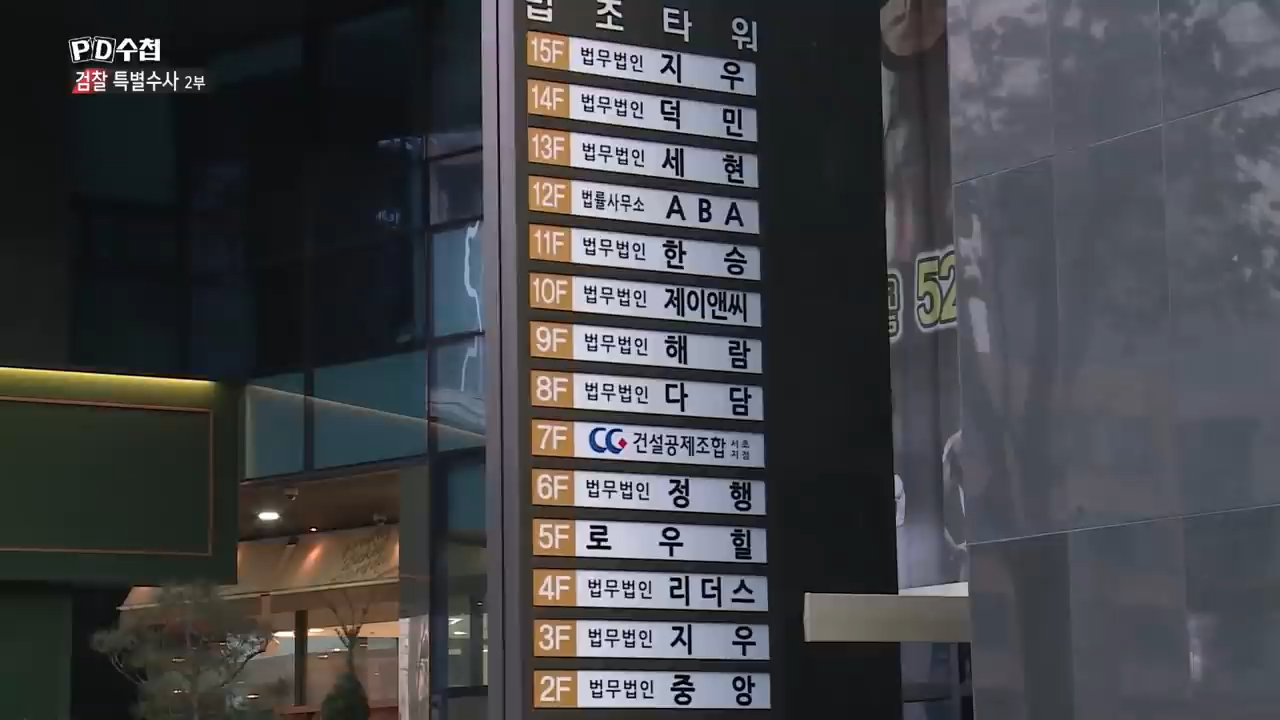 PD수첩
검찰 특별수사 2부
법조타워
15F 법무법인 지우
14F 법무법인 덕민
13F 법무법인 세현
12F 법률사무소 ABA
11F 법무법인 한승
10F 법무법인 제이앤씨
9F 법무법인 해람
8F 법무법인 다담
7F CG 건설공제조합 서초지점
6F 법무법인 정행
5F 로우힐
4F 법무법인 리더스
3F 법무법인 지우
2F 법무법인 중앙
52